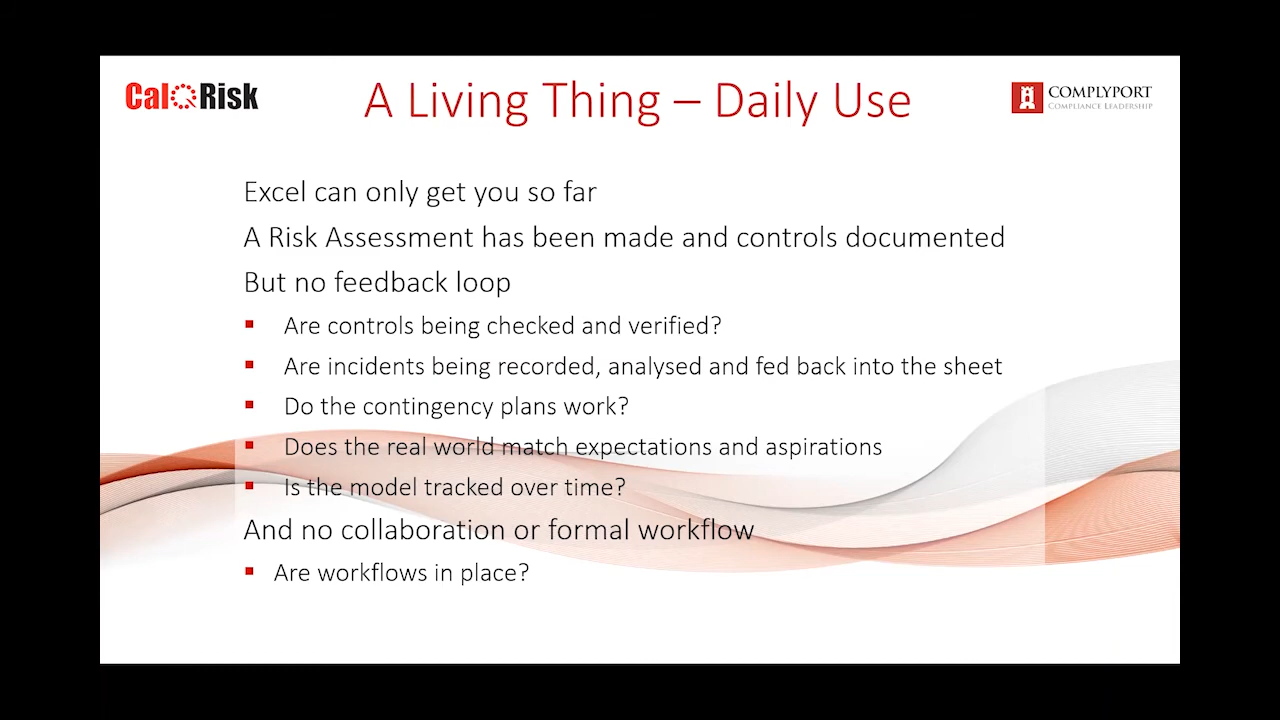 CalQRisk
A Living Thing – Daily Use
COMPLYPORT
COMPLIANCE LEADERSHIP
Excel can only get you so far
A Risk Assessment has been made and controls documented
But no feedback loop
▪ Are controls being checked and verified?
▪ Are incidents being recorded, analysed and fed back into the sheet
▪ Do the contingency plans work?
▪ Does the real world match expectations and aspirations
▪ Is the model tracked over time?
And no collaboration or formal workflow
▪ Are workflows in place?